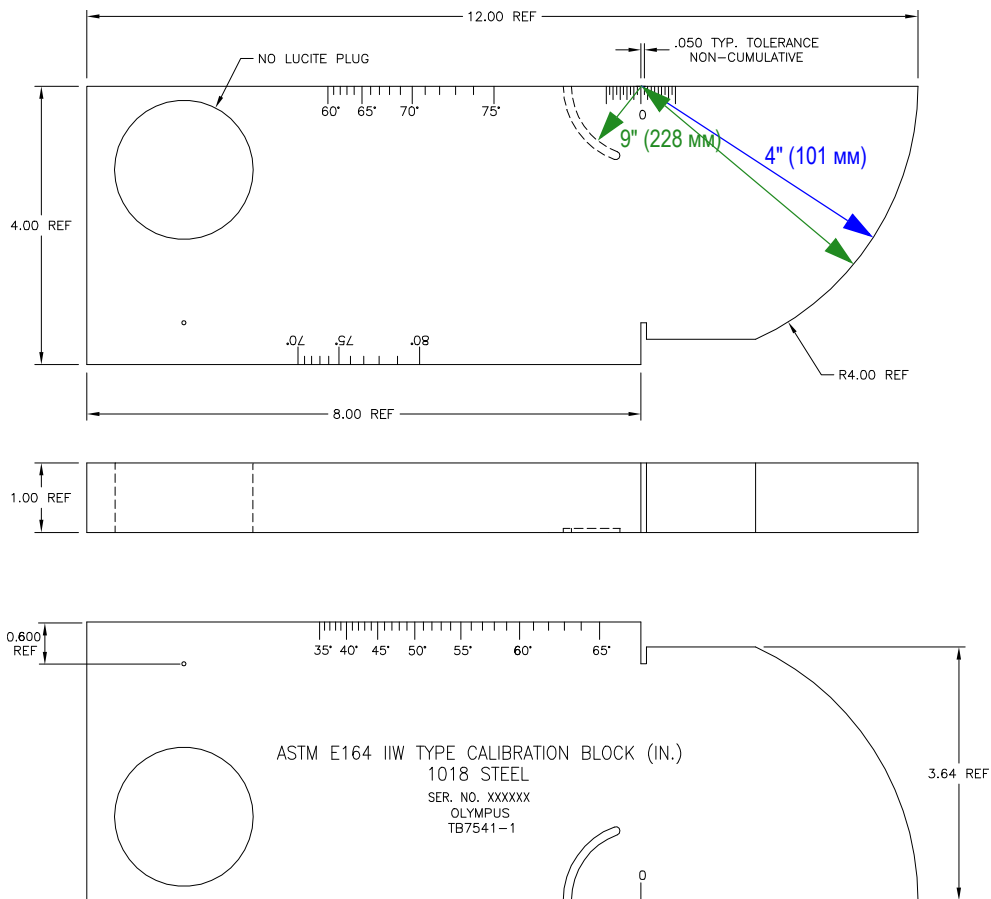 12.00 REF
.050 TYP. TOLERANCE
NON-CUMULATIVE
NO LUCITE PLUG
60° 65° 70° 75°
0
9" (228 мм)
4" (101 мм)
4.00 REF
70° 75° 80°
R4.00 REF
8.00 REF
1.00 REF
0.600
REF
35° 40° 45° 50° 55° 60° 65°
ASTM E164 IIW TYPE CALIBRATION BLOCK (IN.)
1018 STEEL
SER. NO. XXXXXX
OLYMPUS
TB7541-1
3.64 REF
0